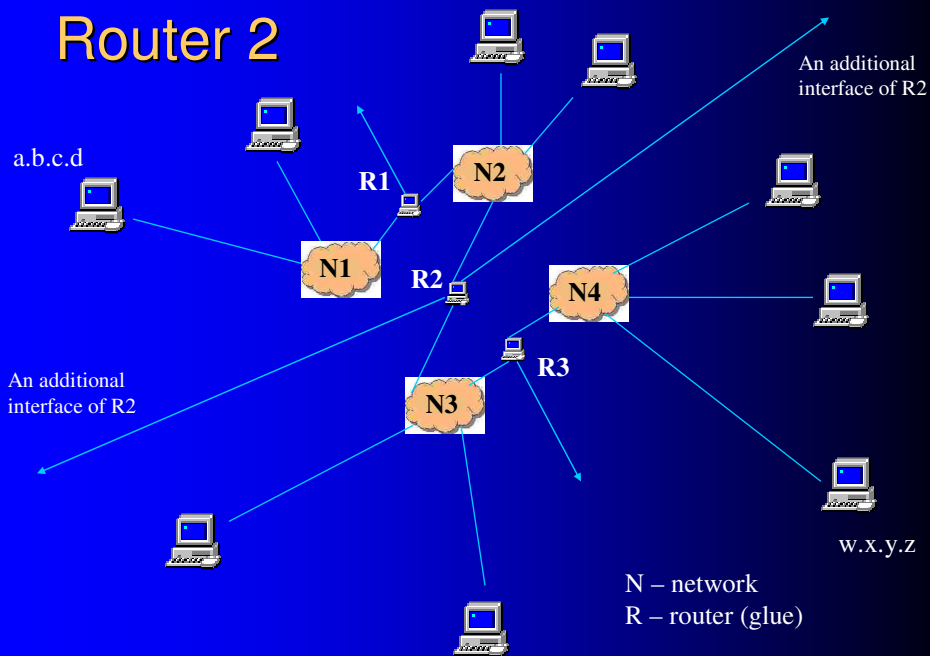 Router 2
An additional
interface of R2
a.b.c.d
R1
N2
N1
R2
N4
R3
An additional
interface of R2
N3
w.x.y.z
N – network
R – router (glue)